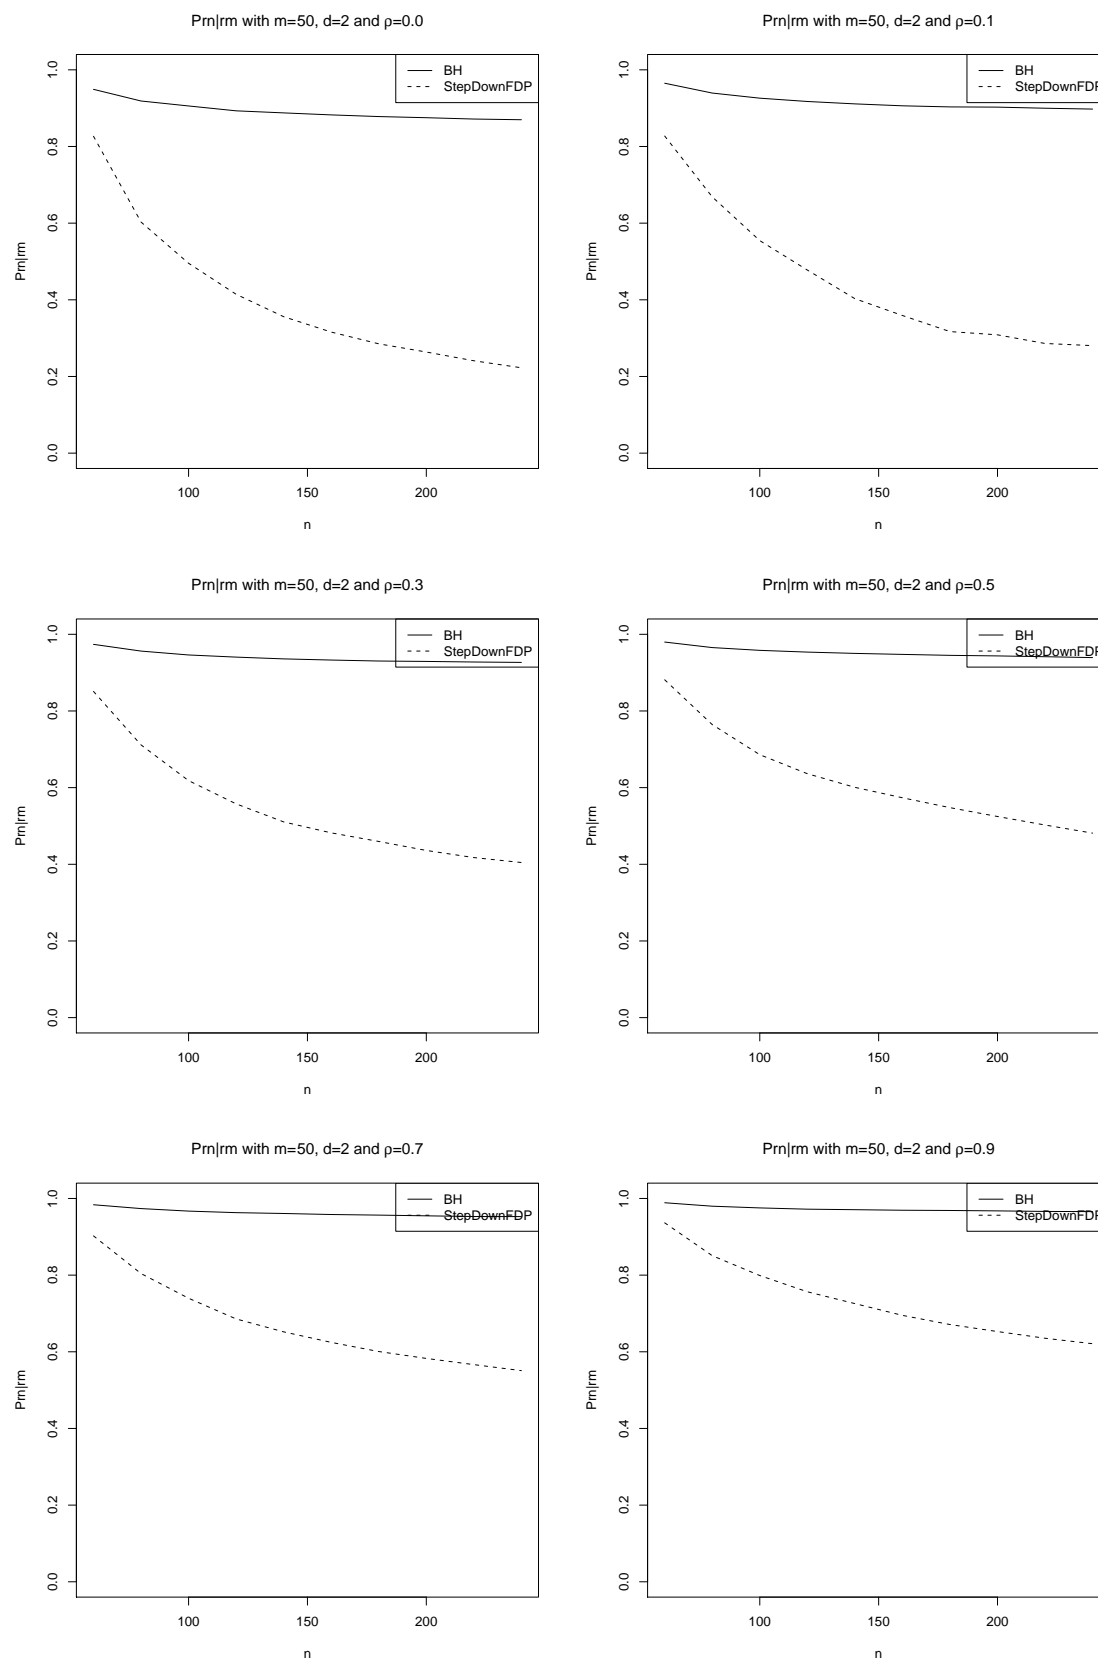 Prn|rm with m=50, d=2 and ρ=0.0
BH
StepDownFDP
Prn|rm
0.0 0.2 0.4 0.6 0.8 1.0
100 150 200
n
Prn|rm with m=50, d=2 and ρ=0.1
BH
StepDownFDP
Prn|rm
0.0 0.2 0.4 0.6 0.8 1.0
100 150 200
n
Prn|rm with m=50, d=2 and ρ=0.3
BH
StepDownFDP
Prn|rm
0.0 0.2 0.4 0.6 0.8 1.0
100 150 200
n
Prn|rm with m=50, d=2 and ρ=0.5
BH
StepDownFDP
Prn|rm
0.0 0.2 0.4 0.6 0.8 1.0
100 150 200
n
Prn|rm with m=50, d=2 and ρ=0.7
BH
StepDownFDP
Prn|rm
0.0 0.2 0.4 0.6 0.8 1.0
100 150 200
n
Prn|rm with m=50, d=2 and ρ=0.9
BH
StepDownFDP
Prn|rm
0.0 0.2 0.4 0.6 0.8 1.0
100 150 200
n